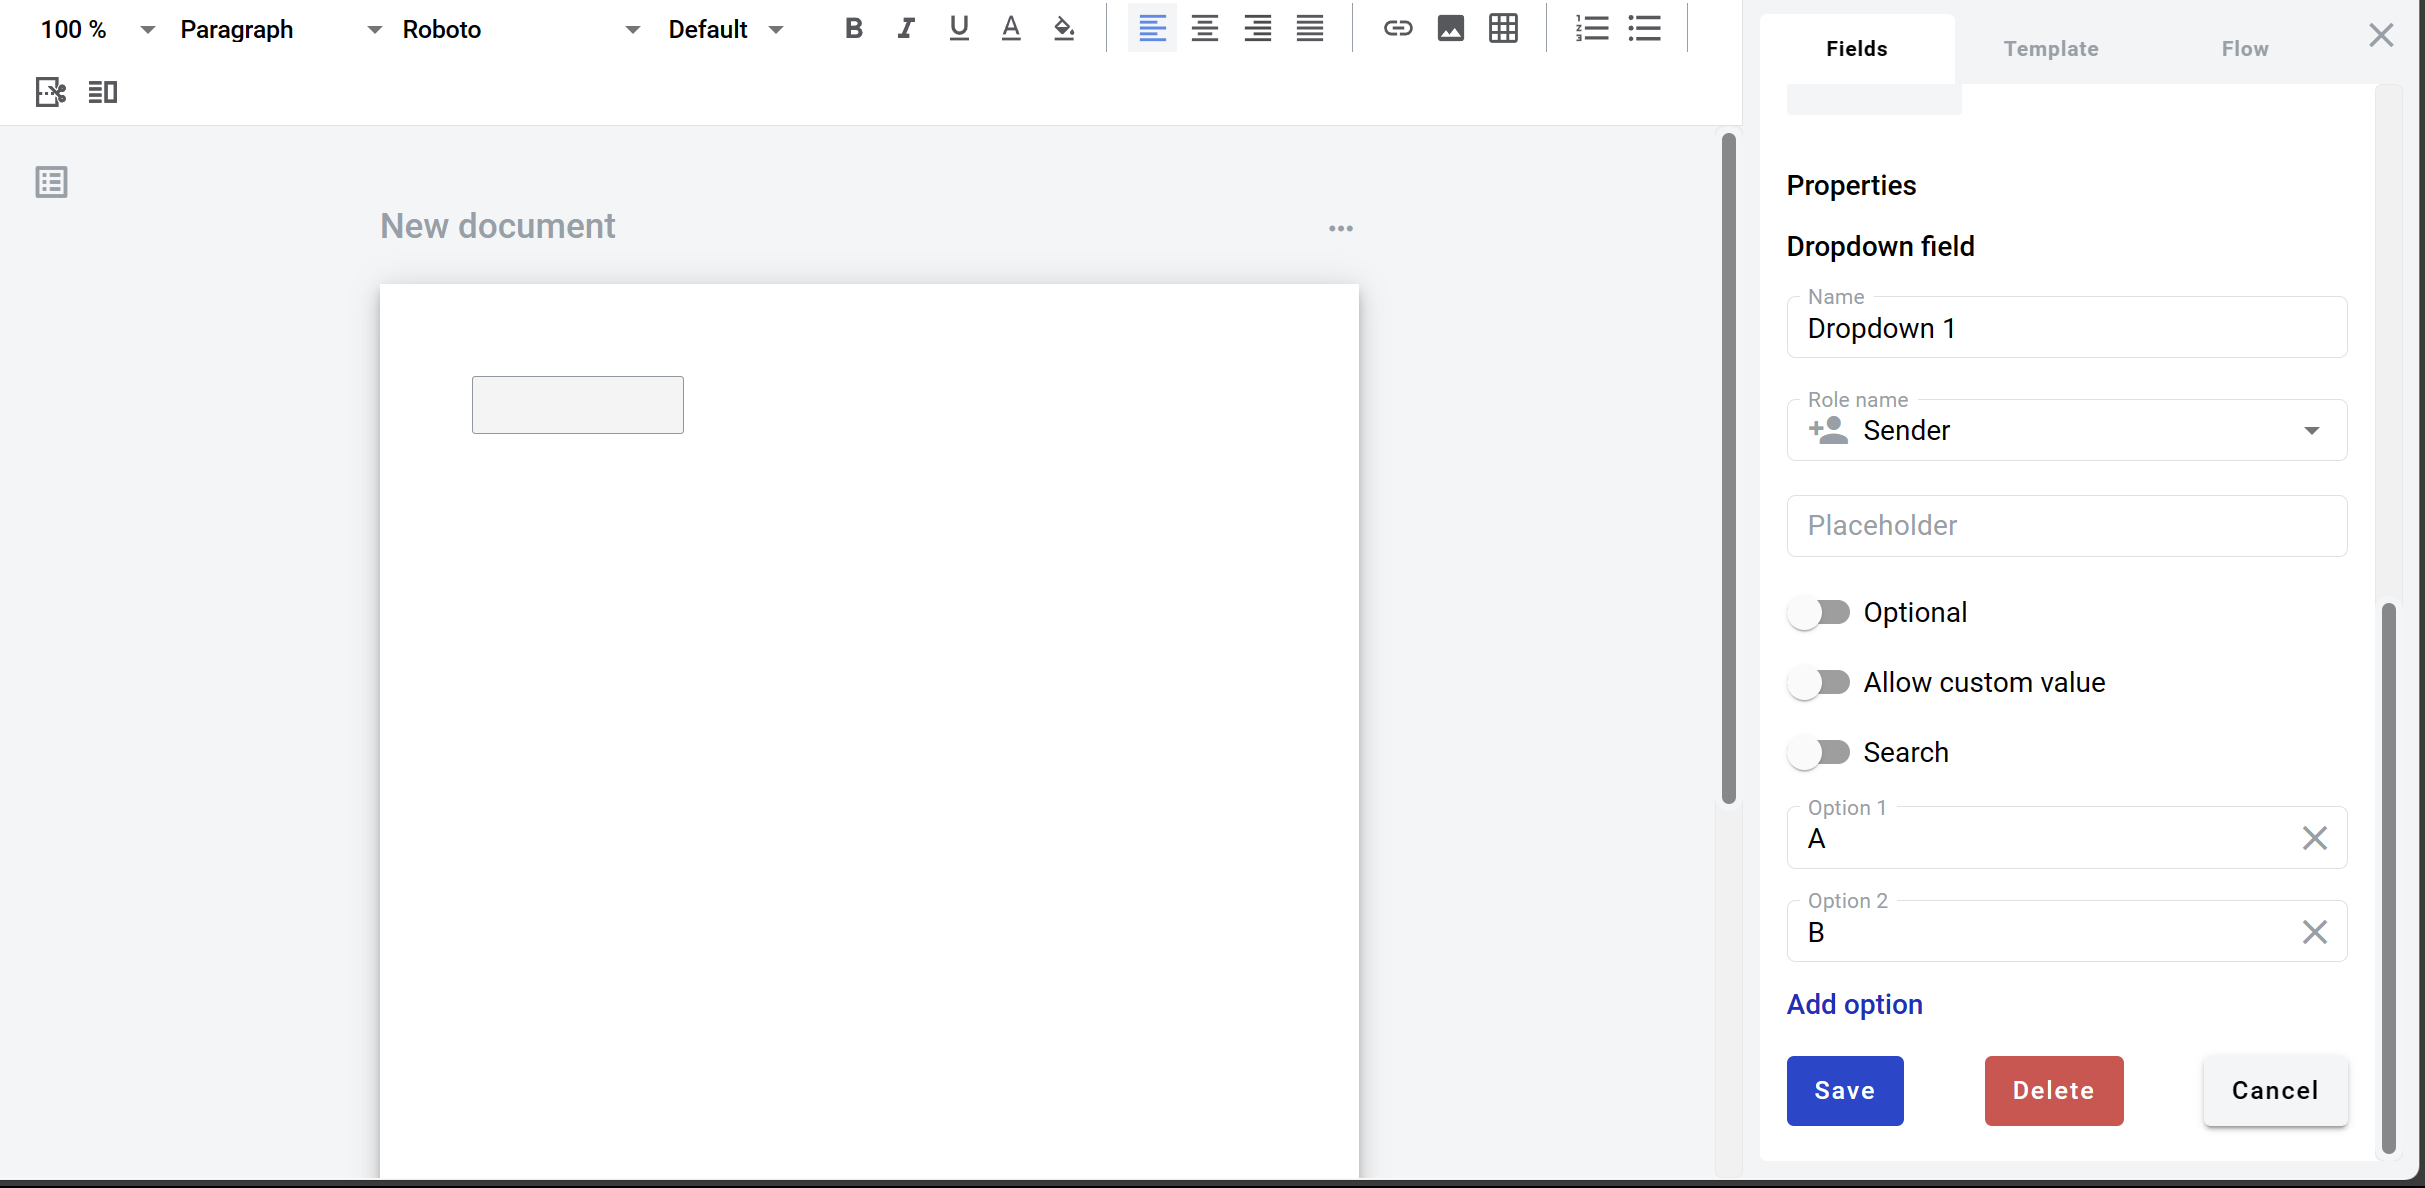 100 % Paragraph Roboto Default
Fields Template Flow
New document
Properties
Dropdown field
Name
Dropdown 1
Role name
Sender
Placeholder
Optional
Allow custom value
Search
Option 1
A
Option 2
B
Add option
Save Delete Cancel